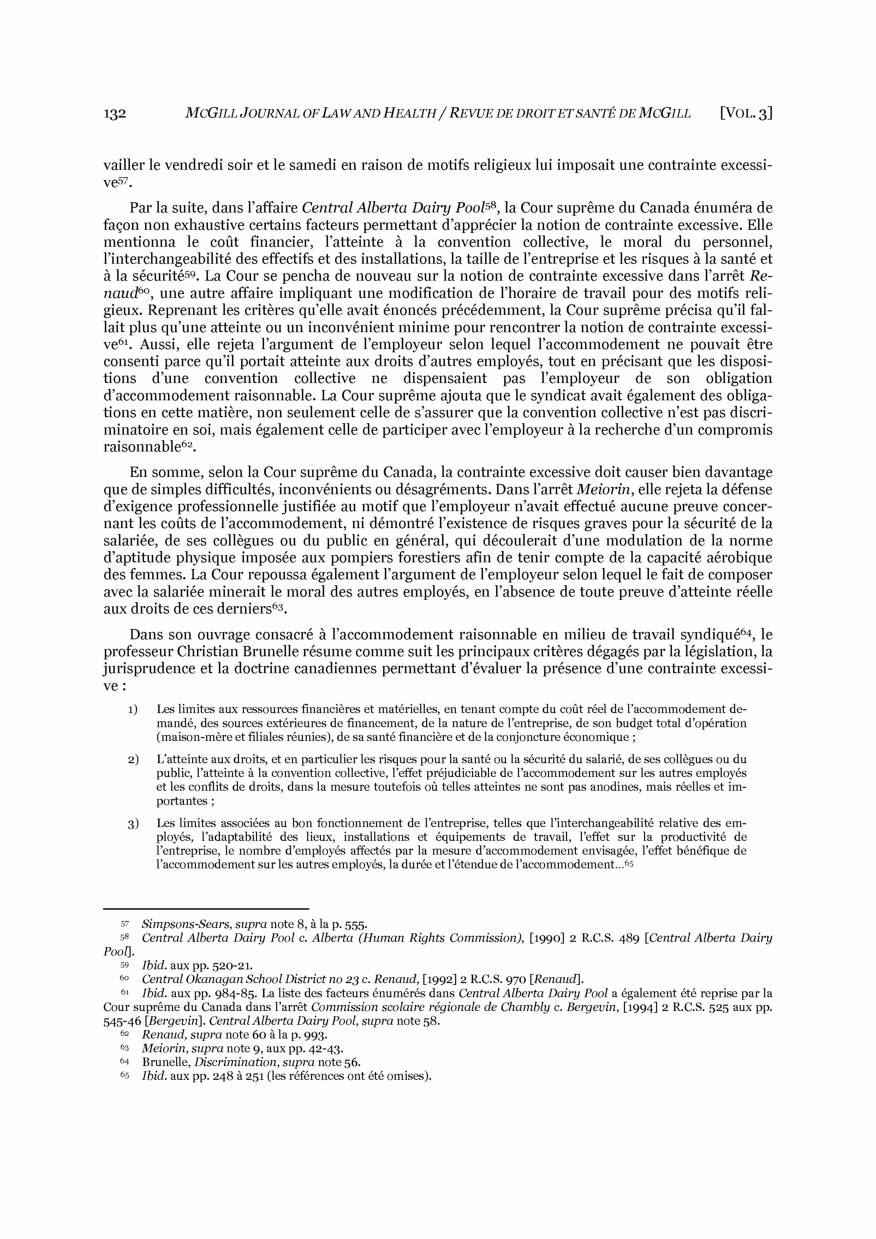 132 MCGILL JOURNAL OF LAW AND HEALTH / REVUE DE DROIT ET SANTÉ DE MCGILL [VOL. 3]
vailler le vendredi soir et le samedi en raison de motifs religieux lui imposait une contrainte excessi-
ve57.
Par la suite, dans l’affaire Central Alberta Dairy Pool58, la Cour suprême du Canada énuméra de
façon non exhaustive certains facteurs permettant d’apprécier la notion de contrainte excessive. Elle
mentionna le coût financier, l’atteinte à la convention collective, le moral du personnel,
l’interchangeabilité des effectifs et des installations, la taille de l’entreprise et les risques à la santé et
à la sécurité59. La Cour se pencha de nouveau sur la notion de contrainte excessive dans l’arrêt Re-
naud60, une autre affaire impliquant une modification de l’horaire de travail pour des motifs reli-
gieux. Reprenant les critères qu’elle avait énoncés précédemment, la Cour suprême précisa qu’il fal-
lait plus qu’une atteinte ou un inconvénient minime pour rencontrer la notion de contrainte excessi-
ve61. Aussi, elle rejeta l’argument de l’employeur selon lequel l’accommodement ne pouvait être
consenti parce qu’il portait atteinte aux droits d’autres employés, tout en précisant que les disposi-
tions d’une convention collective ne dispensaient pas l’employeur de son obligation
d’accommodement raisonnable. La Cour suprême ajouta que le syndicat avait également des obliga-
tions en cette matière, non seulement celle de s’assurer que la convention collective n’est pas discri-
minatoire en soi, mais également celle de participer avec l’employeur à la recherche d’un compromis
raisonnable62.
En somme, selon la Cour suprême du Canada, la contrainte excessive doit causer bien davantage
que de simples difficultés, inconvénients ou désagréments. Dans l’arrêt Meiorin, elle rejeta la défense
d’exigence professionnelle justifiée au motif que l’employeur n’avait effectué aucune preuve concer-
nant les coûts de l’accommodement, ni démontré l’existence de risques graves pour la sécurité de la
salariée, de ses collègues ou du public en général, qui découlerait d’une modulation de la norme
d’aptitude physique imposée aux pompiers forestiers afin de tenir compte de la capacité aérobique
des femmes. La Cour repoussa également l’argument de l’employeur selon lequel le fait de composer
avec la salariée minerait le moral des autres employés, en l’absence de toute preuve d’atteinte réelle
aux droits de ces derniers63.
Dans son ouvrage consacré à l’accommodement raisonnable en milieu de travail syndiqué64, le
professeur Christian Brunelle résume comme suit les principaux critères dégagés par la législation, la
jurisprudence et la doctrine canadiennes permettant d’évaluer la présence d’une contrainte excessi-
ve :
1) Les limites aux ressources financières et matérielles, en tenant compte du coût réel de l’accommodement de-
mandé, des sources extérieures de financement, de la nature de l’entreprise, de son budget total d’opération
(maison-mère et filiales réunies), de sa santé financière et de la conjoncture économique ;
2) L’atteinte aux droits, et en particulier les risques pour la santé ou la sécurité du salarié, de ses collègues ou du
public, l’atteinte à la convention collective, l’effet préjudiciable de l’accommodement sur les autres employés
et les conflits de droits, dans la mesure toutefois où telles atteintes ne sont pas anodines, mais réelles et im-
portantes ;
3) Les limites associées au bon fonctionnement de l’entreprise, telles que l’interchangeabilité relative des em-
ployés, l’adaptabilité des lieux, installations et équipements de travail, l’effet sur la productivité de
l’entreprise, le nombre d’employés affectés par la mesure d’accommodement envisagée, l’effet bénéfique de
l’accommodement sur les autres employés, la durée et l’étendue de l’accommodement…65
57 Simpsons-Sears, supra note 8, à la p. 555.
58 Central Alberta Dairy Pool c. Alberta (Human Rights Commission), [1990] 2 R.C.S. 489 [Central Alberta Dairy
Pool].
59 Ibid. aux pp. 520-21.
60 Central Okanagan School District no 23 c. Renaud, [1992] 2 R.C.S. 970 [Renaud].
61 Ibid. aux pp. 984-85. La liste des facteurs énumérés dans Central Alberta Dairy Pool a également été reprise par la
Cour suprême du Canada dans l’arrêt Commission scolaire régionale de Chambly c. Bergevin, [1994] 2 R.C.S. 525 aux pp.
545-46 [Bergevin]. Central Alberta Dairy Pool, supra note 58.
62 Renaud, supra note 60 à la p. 993.
63 Meiorin, supra note 9, aux pp. 42-43.
64 Brunelle, Discrimination, supra note 56.
65 Ibid. aux pp. 248 à 251 (les références ont été omises).